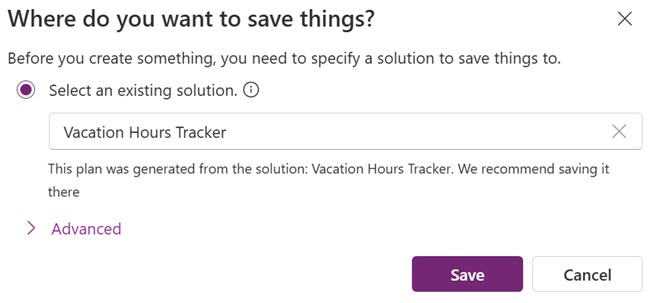 Where do you want to save things?
Before you create something, you need to specify a solution to save things to.
Select an existing solution.
Vacation Hours Tracker
This plan was generated from the solution: Vacation Hours Tracker. We recommend saving it
there
Advanced
Save Cancel